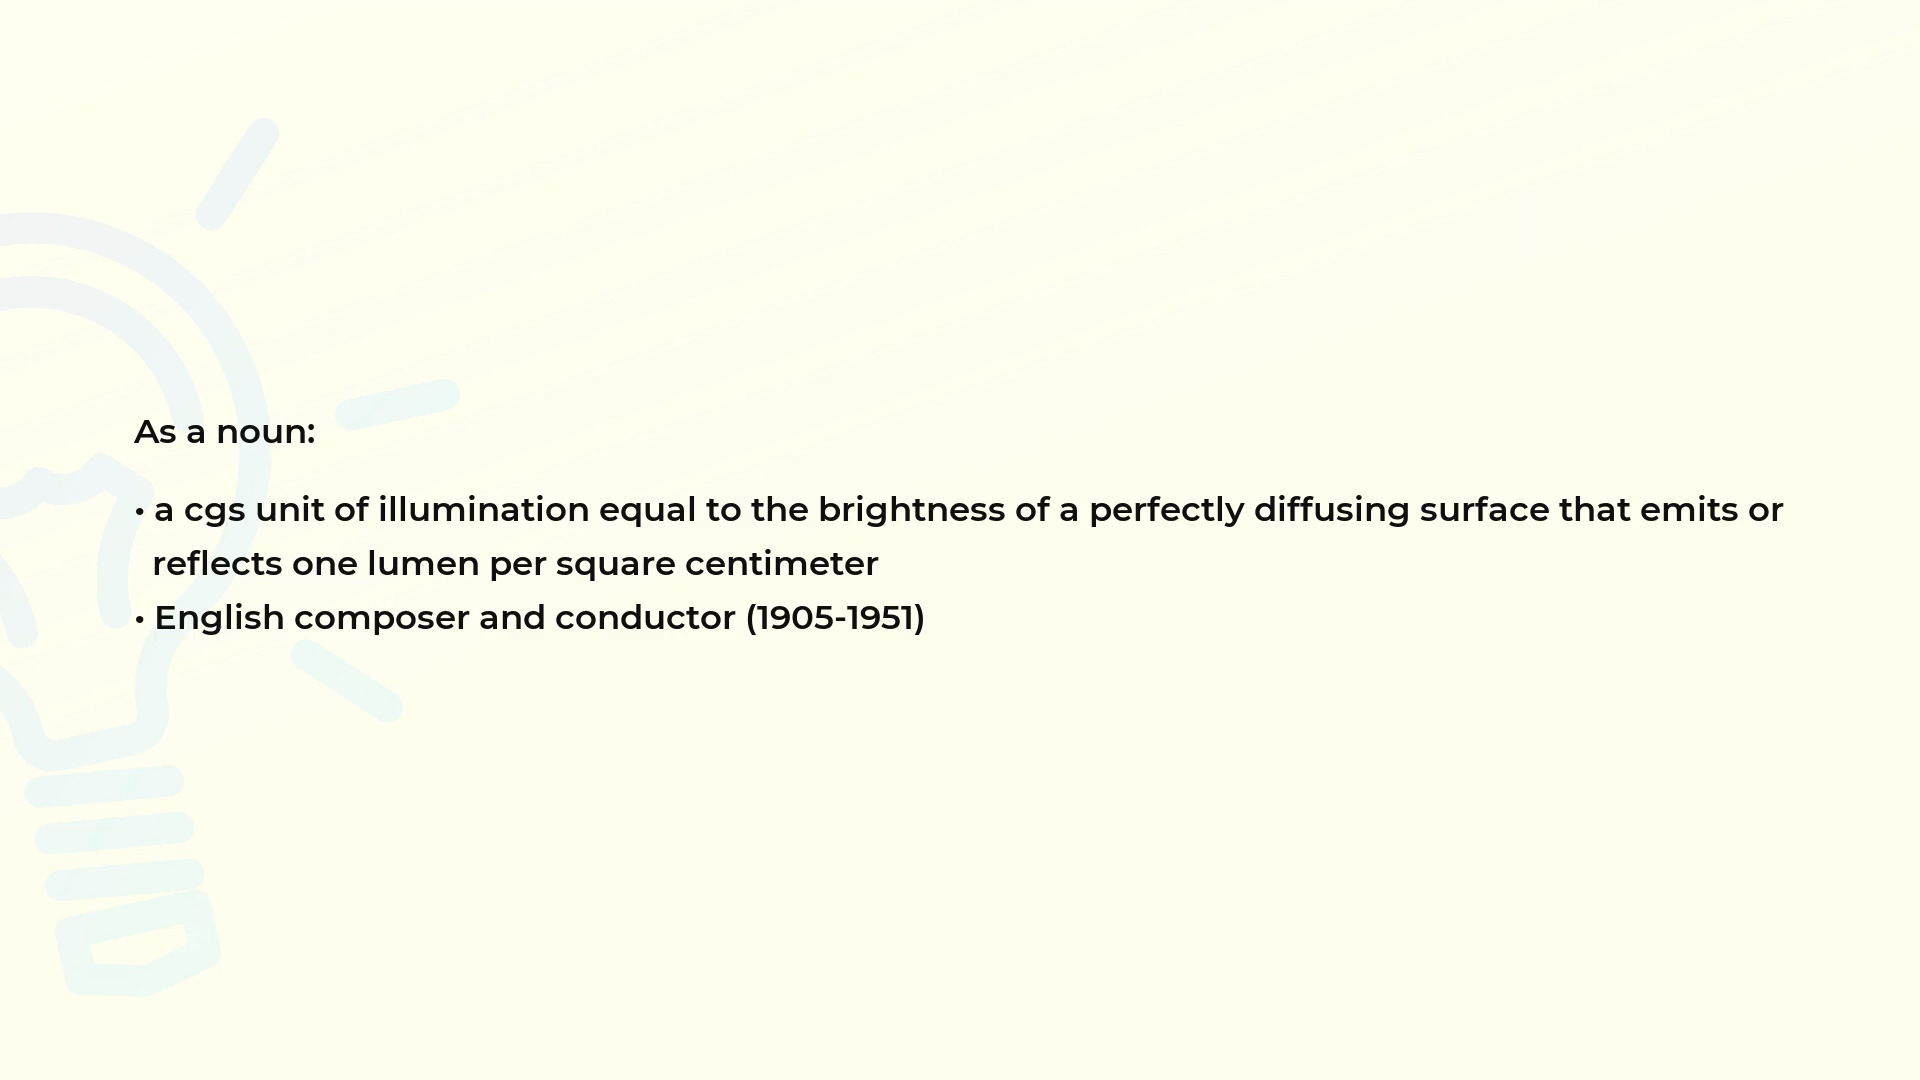 As a noun:
• a cgs unit of illumination equal to the brightness of a perfectly diffusing surface that emits or
reflects one lumen per square centimeter
• English composer and conductor (1905-1951)